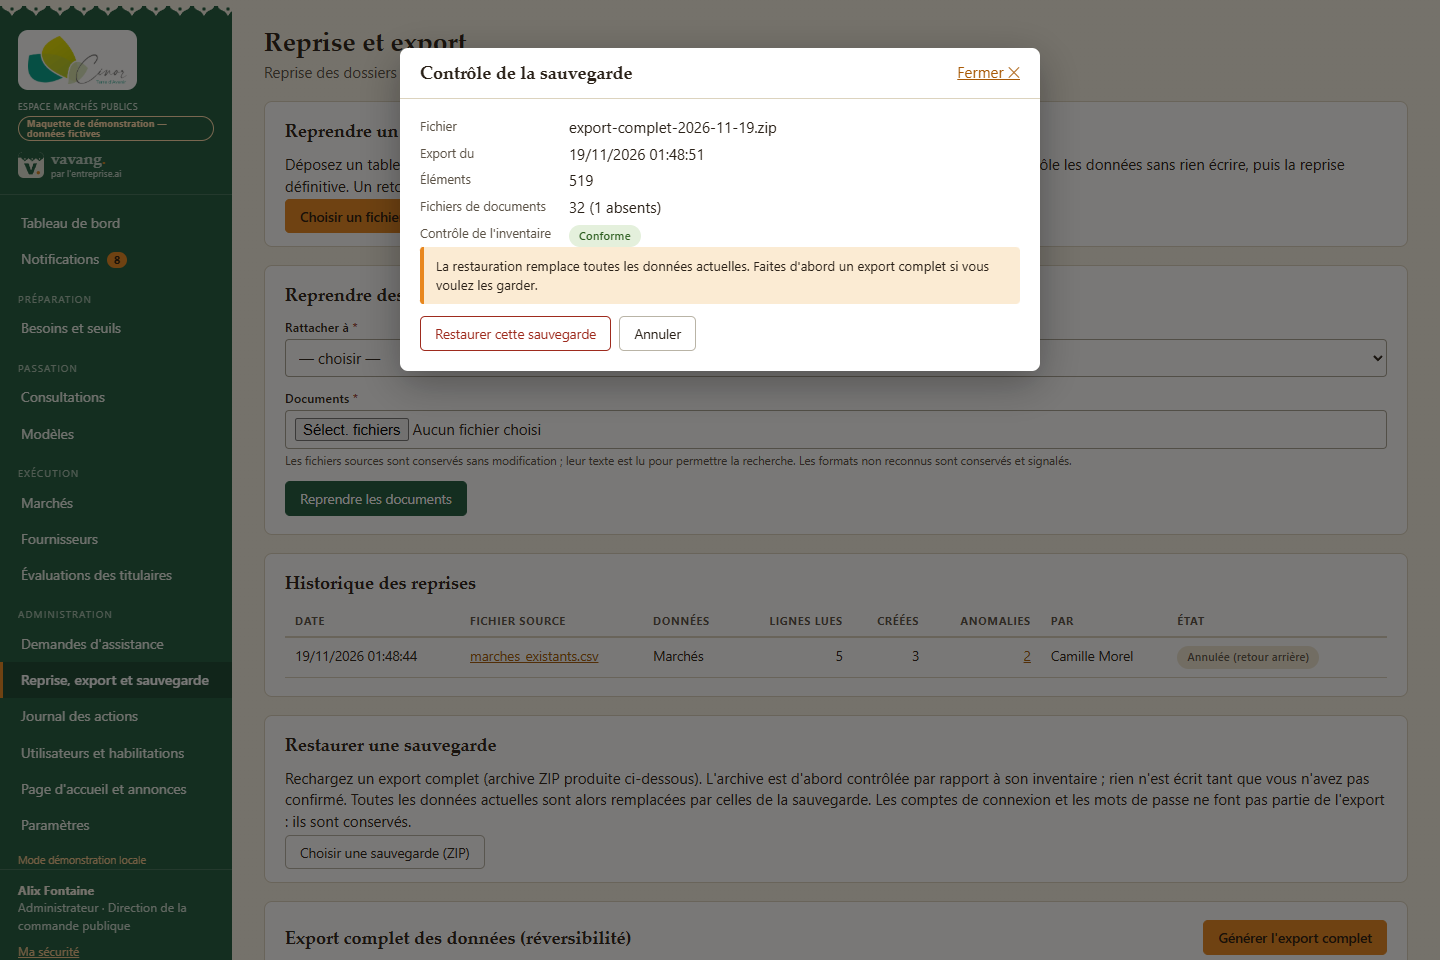 Cinor
ESPACE MARCHÉS PUBLICS
Maquette de démonstration —
données fictives
vavang.
par l'entreprise.ai
Tableau de bord
Notifications 8
PRÉPARATION
Besoins et seuils
PASSATION
Consultations
Modèles
EXÉCUTION
Marchés
Fournisseurs
Évaluations des titulaires
ADMINISTRATION
Demandes d'assistance
Reprise, export et sauvegarde
Journal des actions
Utilisateurs et habilitations
Page d'accueil et annonces
Paramètres
Mode démonstration locale
Alix Fontaine
Administrateur · Direction de la
commande publique
Ma sécurité
Reprise et export
Reprise des dossiers
Contrôle de la sauvegarde
Fermer ×
Fichier export-complet-2026-11-19.zip
Export du 19/11/2026 01:48:51
Éléments 519
Fichiers de documents 32 (1 absents)
Contrôle de l'inventaire Conforme
La restauration remplace toutes les données actuelles. Faites d'abord un export complet si vous
voulez les garder.
Restaurer cette sauvegarde Annuler
Reprendre un
Déposez un table ôle les données sans rien écrire, puis la reprise
définitive. Un reto
Choisir un fichie
Reprendre des
Rattacher à *
— choisir —
Documents *
Sélect. fichiers Aucun fichier choisi
Les fichiers sources sont conservés sans modification ; leur texte est lu pour permettre la recherche. Les formats non reconnus sont conservés et signalés.
Reprendre les documents
Historique des reprises
DATE FICHIER SOURCE DONNÉES LIGNES LUES CRÉÉES ANOMALIES PAR ÉTAT
19/11/2026 01:48:44 marches_existants.csv Marchés 5 3 2 Camille Morel Annulée (retour arrière)
Restaurer une sauvegarde
Rechargez un export complet (archive ZIP produite ci-dessous). L'archive est d'abord contrôlée par rapport à son inventaire ; rien n'est écrit tant que vous n'avez pas
confirmé. Toutes les données actuelles sont alors remplacées par celles de la sauvegarde. Les comptes de connexion et les mots de passe ne font pas partie de l'export
: ils sont conservés.
Choisir une sauvegarde (ZIP)
Export complet des données (réversibilité)
Générer l'export complet